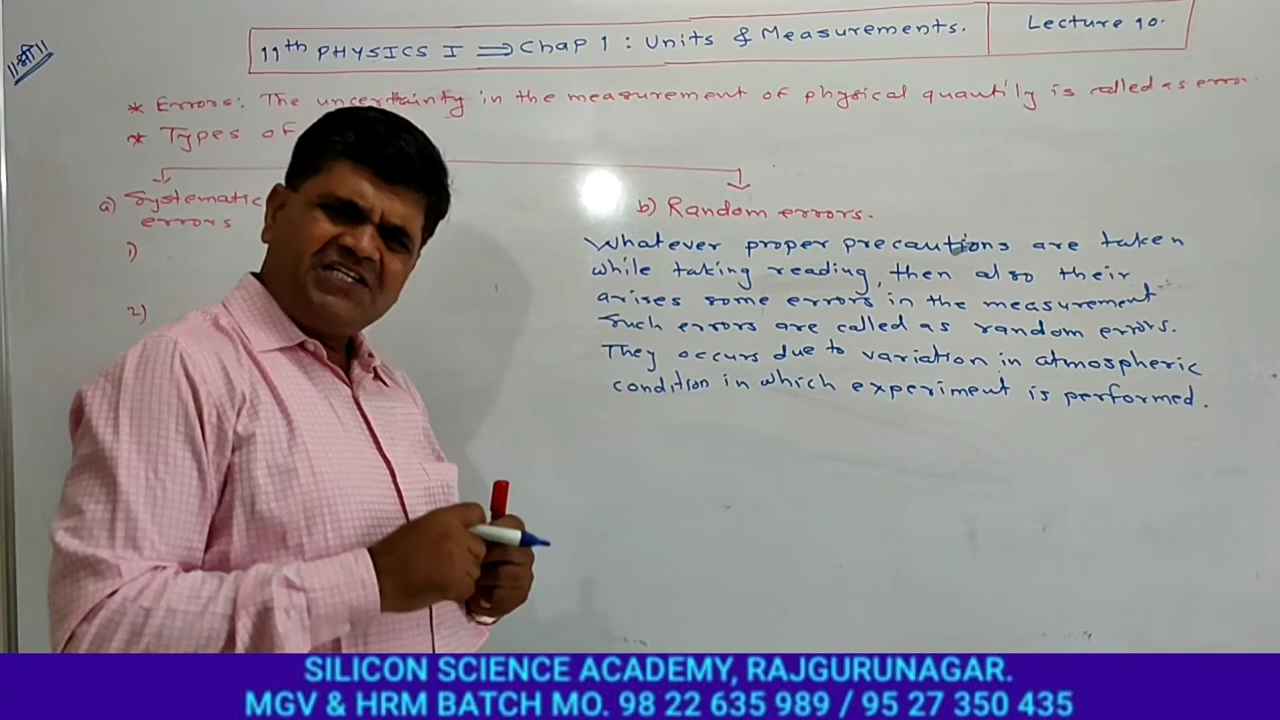 ॥श्री॥
11th PHYSICS I ⇒ Chap 1 : Units & Measurements.
Lecture 10.
* Errors: The uncertainty in the measurement of physical quantity is called as error.
* Types of
a) Systematic
errors
1)
2)
b) Random errors.
Whatever proper precautions are taken
while taking reading, then also their
arises some errors in the measurement
Such errors are called as random errors.
They occurs due to variation in atmospheric
condition in which experiment is performed.
SILICON SCIENCE ACADEMY, RAJGURUNAGAR.
MGV & HRM BATCH MO. 98 22 635 989 / 95 27 350 435